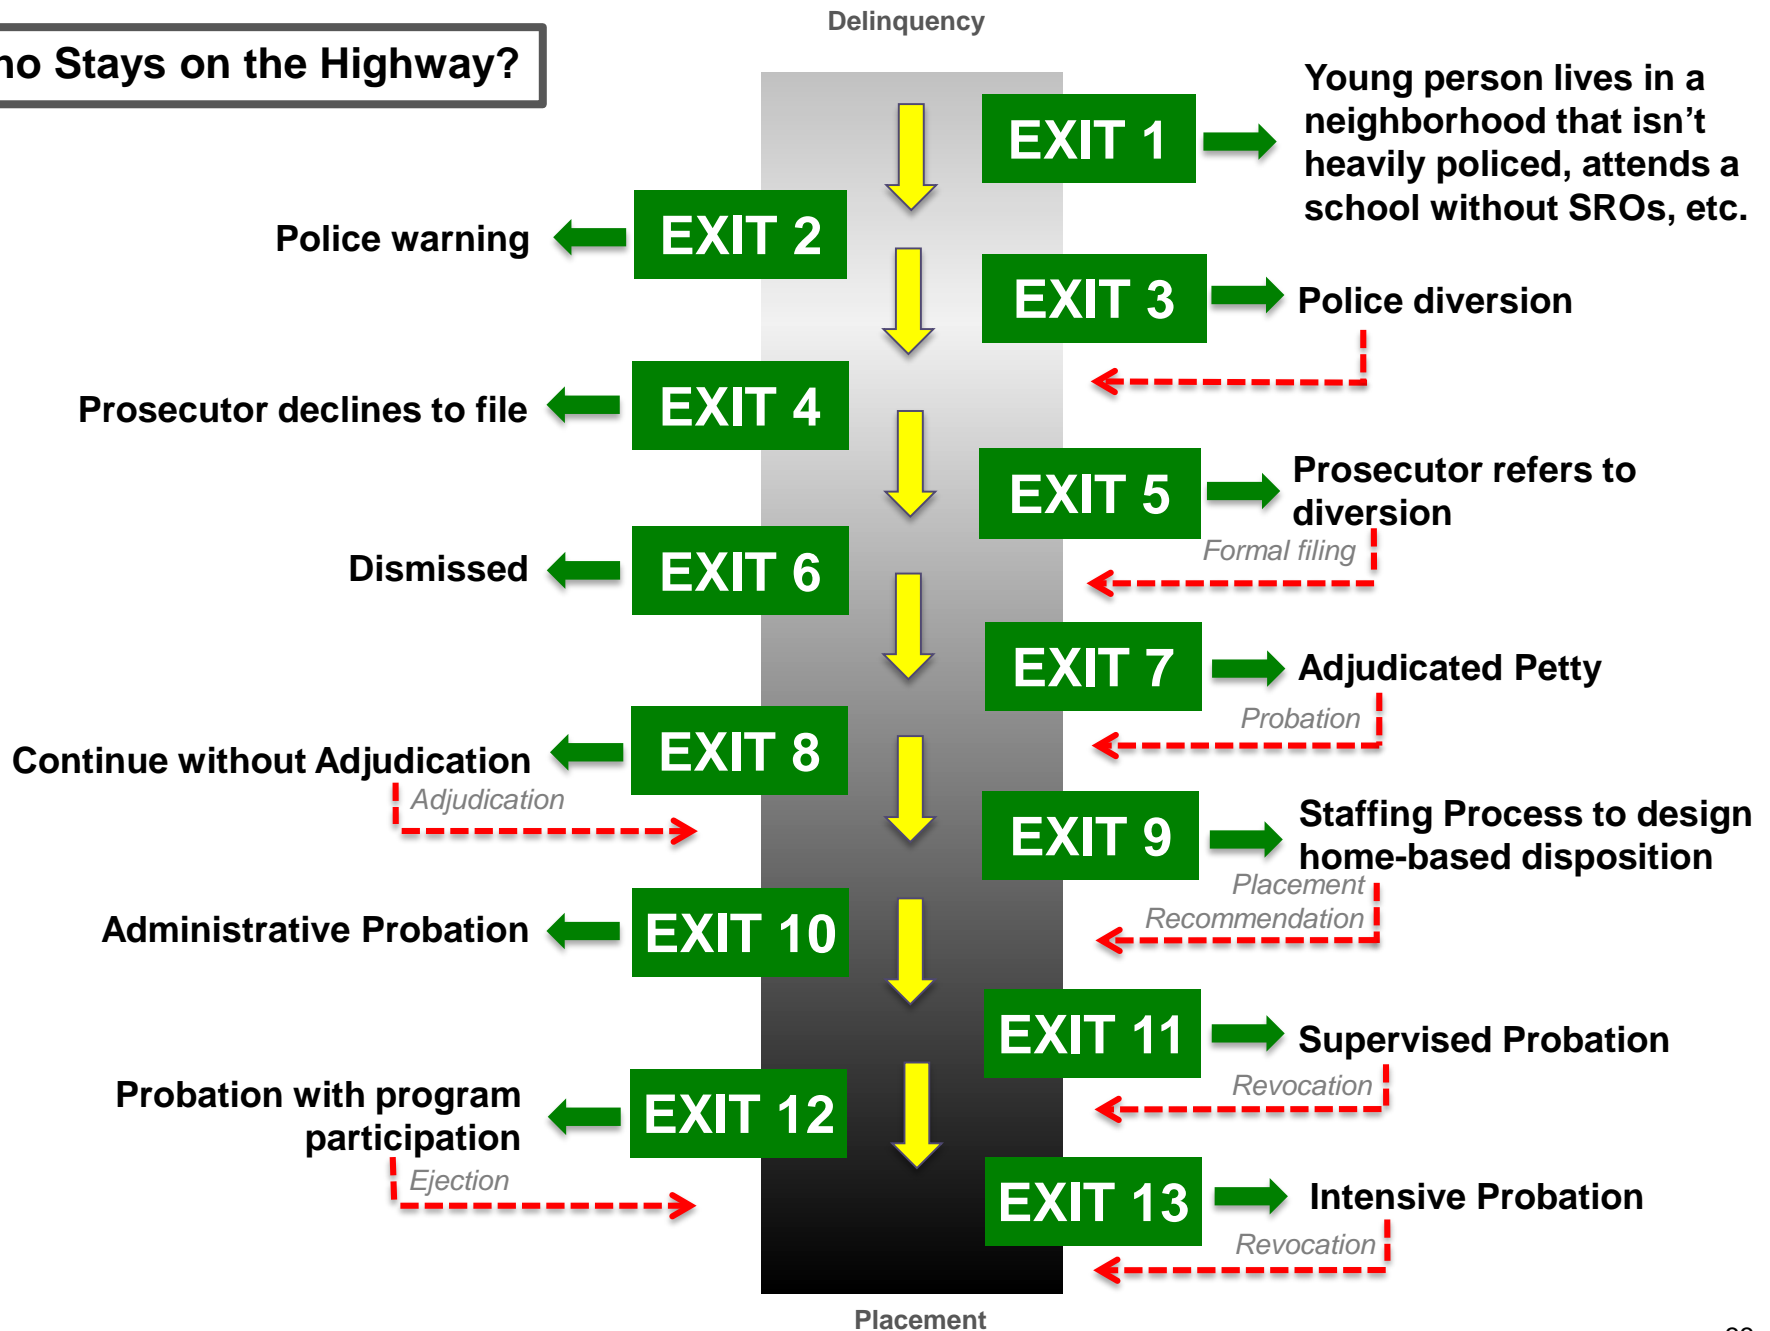 Delinquency
no Stays on the Highway?
EXIT 1
Young person lives in a
neighborhood that isn't
heavily policed, attends a
school without SROs, etc.
Police warning
EXIT 2
EXIT 3
Police diversion
Prosecutor declines to file
EXIT 4
EXIT 5
Prosecutor refers to
diversion
Formal filing
Dismissed
EXIT 6
EXIT 7
Adjudicated Petty
Probation
Continue without Adjudication
Adjudication
EXIT 8
EXIT 9
Staffing Process to design
home-based disposition
Placement
Recommendation
Administrative Probation
EXIT 10
EXIT 11
Supervised Probation
Revocation
Probation with program
participation
Ejection
EXIT 12
EXIT 13
Intensive Probation
Revocation
Placement